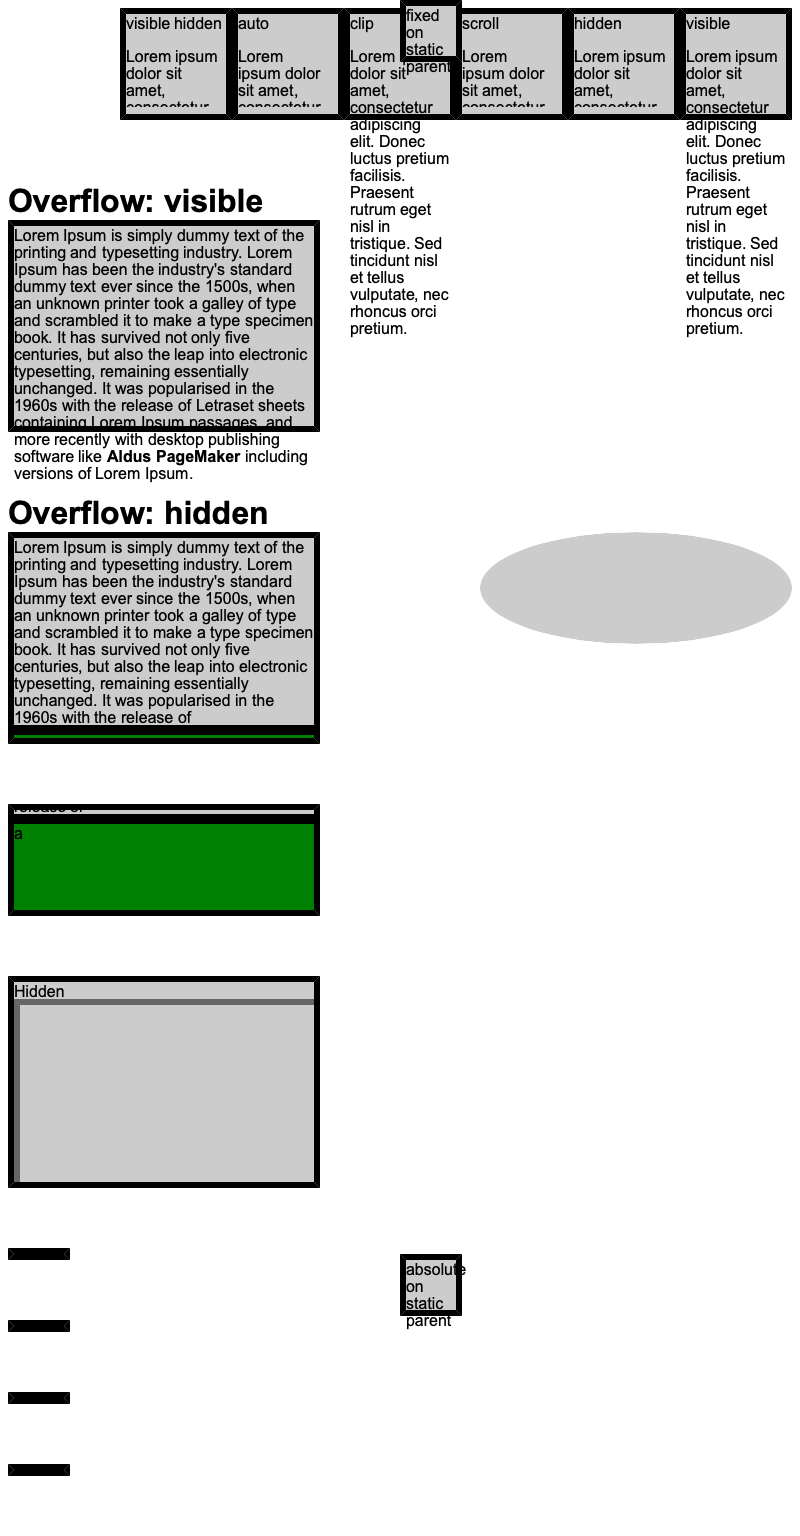 visible hidden
Lorem ipsum
dolor sit
amet,
consectetur
auto
Lorem
ipsum dolor
sit amet,
consectetur
clip
Lorem ipsum
dolor sit
amet,
consectetur
adipiscing
elit. Donec
luctus pretium
facilisis.
Praesent
rutrum eget
nisl in
tristique. Sed
tincidunt nisl
et tellus
vulputate, nec
rhoncus orci
pretium.
fixed
on
static
parent
scroll
Lorem
ipsum dolor
sit amet,
consectetur
hidden
Lorem ipsum
dolor sit
amet,
consectetur
visible
Lorem ipsum
dolor sit
amet,
consectetur
adipiscing
elit. Donec
luctus pretium
facilisis.
Praesent
rutrum eget
nisl in
tristique. Sed
tincidunt nisl
et tellus
vulputate, nec
rhoncus orci
pretium.
Overflow: visible
Lorem Ipsum is simply dummy text of the
printing and typesetting industry. Lorem
Ipsum has been the industry's standard
dummy text ever since the 1500s, when
an unknown printer took a galley of type
and scrambled it to make a type specimen
book. It has survived not only five
centuries, but also the leap into electronic
typesetting, remaining essentially
unchanged. It was popularised in the
1960s with the release of Letraset sheets
containing Lorem Ipsum passages, and
more recently with desktop publishing
software like Aldus PageMaker including
versions of Lorem Ipsum.
Overflow: hidden
Lorem Ipsum is simply dummy text of the
printing and typesetting industry. Lorem
Ipsum has been the industry's standard
dummy text ever since the 1500s, when
an unknown printer took a galley of type
and scrambled it to make a type specimen
book. It has survived not only five
centuries, but also the leap into electronic
typesetting, remaining essentially
unchanged. It was popularised in the
1960s with the release of
release of
a
Hidden
absolute
on
static
parent